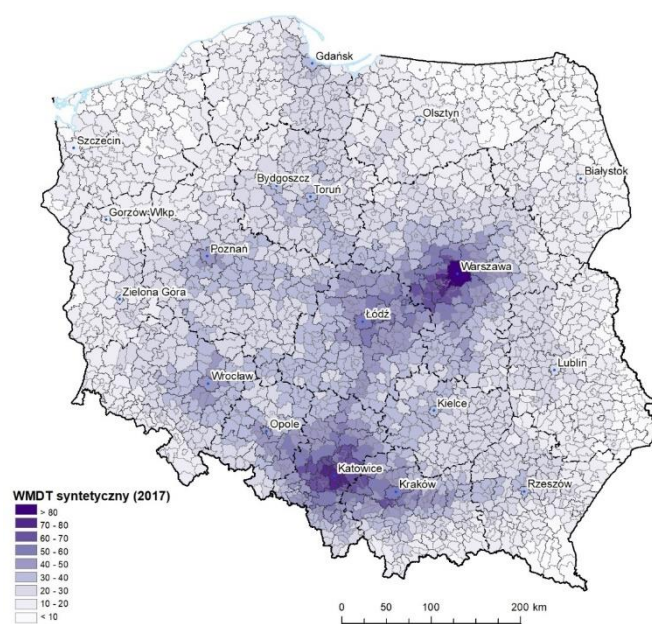 Gdańsk
Olsztyn
Szczecin
Białystok
Bydgoszcz
Toruń
Gorzów Wlkp.
Poznań
Warszawa
Zielona Góra
Łódź
Lublin
Wrocław
Kielce
Opole
Katowice
Kraków
Rzeszów
WMDT syntetyczny (2017)
> 80
70 - 80
60 - 70
50 - 60
40 - 50
30 - 40
20 - 30
10 - 20
< 10
0 50 100 200 km